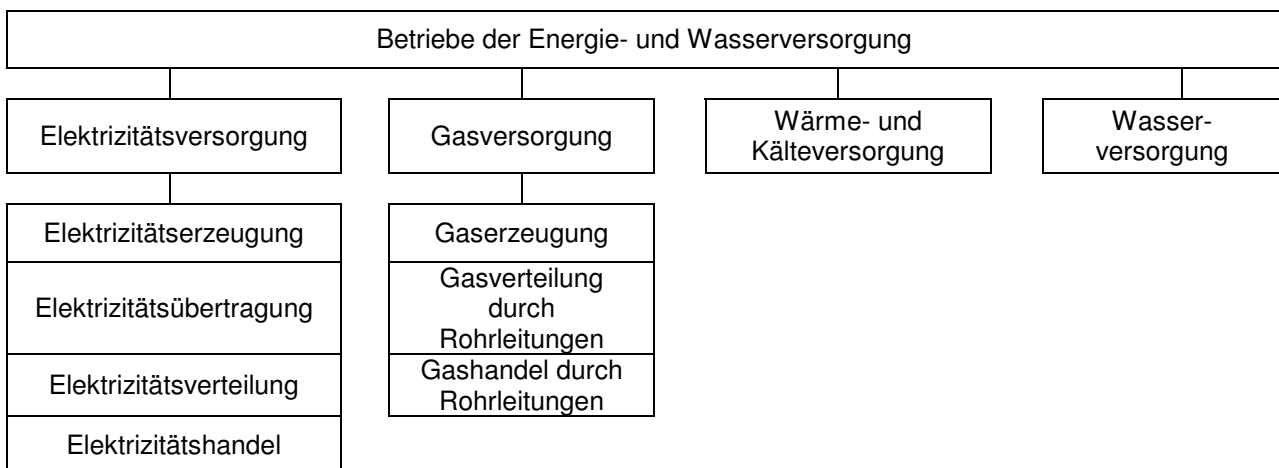 Betriebe der Energie- und Wasserversorgung
Elektrizitätsversorgung
Gasversorgung
Wärme- und
Kälteversorgung
Wasser-
versorgung
Elektrizitätserzeugung
Elektrizitätsübertragung
Elektrizitätsverteilung
Elektrizitätshandel
Gaserzeugung
Gasverteilung
durch
Rohrleitungen
Gashandel durch
Rohrleitungen